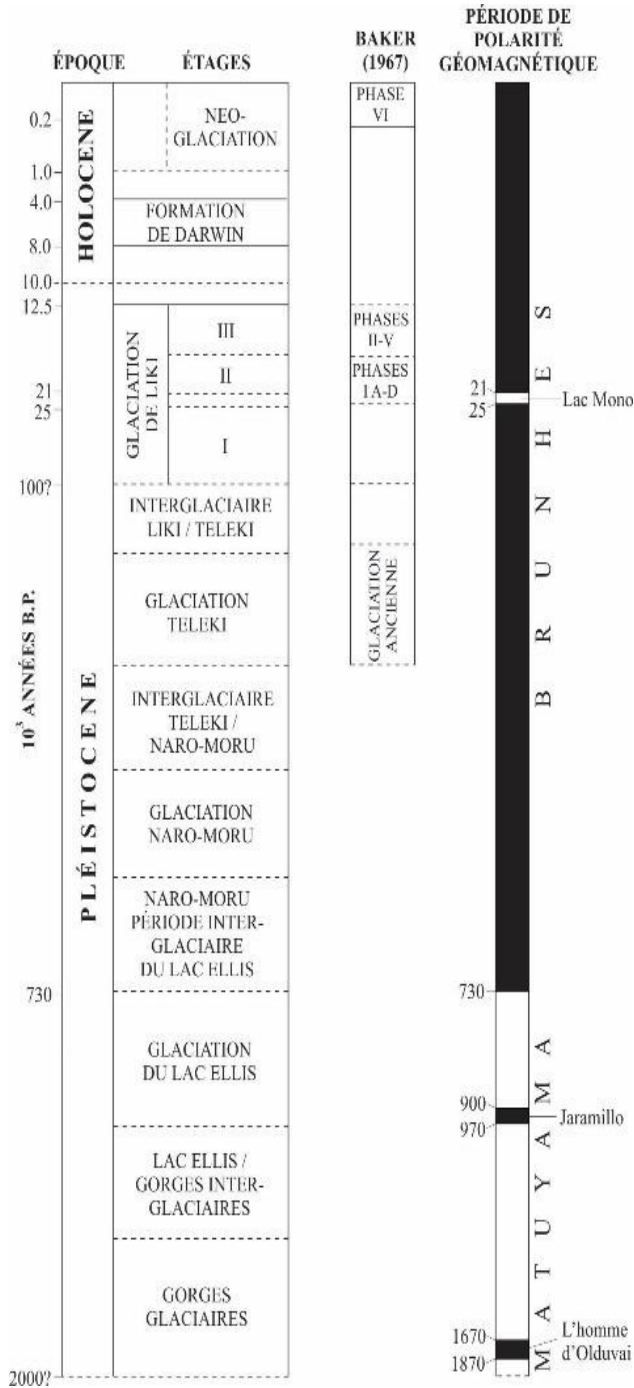 ÉPOQUE
ÉTAGES
BAKER
(1967)
PÉRIODE DE
POLARITÉ
GÉOMAGNÉTIQUE
10³ ANNÉES B.P.
0.2
1.0
4.0
8.0
10.0
12.5
21
25
100?
730
2000?
HOLOCENE
PLÉISTOCENE
NEO-
GLACIATION
FORMATION
DE DARWIN
GLACIATION
DE LIKI
III
II
I
INTERGLACIAIRE
LIKI / TELEKI
GLACIATION
TELEKI
INTERGLACIAIRE
TELEKI /
NARO-MORU
GLACIATION
NARO-MORU
NARO-MORU
PÉRIODE INTER-
GLACIAIRE
DU LAC ELLIS
GLACIATION
DU LAC ELLIS
LAC ELLIS /
GORGES INTER-
GLACIAIRES
GORGES
GLACIAIRES
PHASE
VI
PHASES
II-V
PHASES
I A-D
GLACIATION
ANCIENNE
21
25
730
900
970
1670
1870
BRUNHES
MATUYAMA
Lac Mono
Jaramillo
L'homme
d'Olduvai